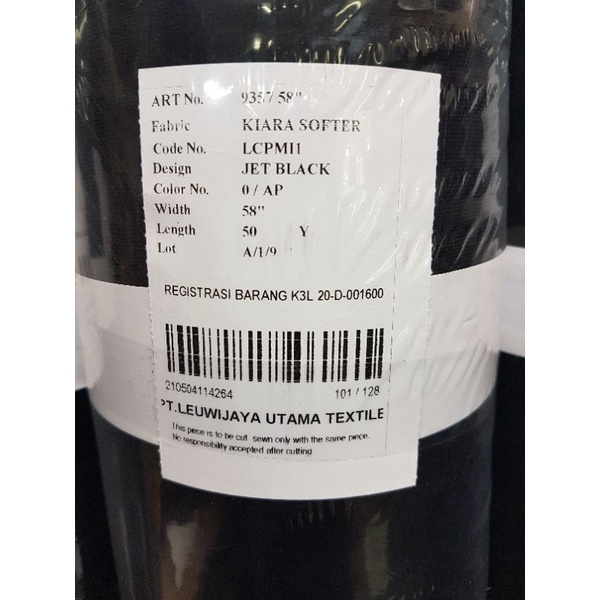 ART No. 9357 58"
Fabric KIARA SOFTER
Code No. LCPMI1
Design JET BLACK
Color No. 0 / AP
Width 58"
Length 50 Y
Lot A/1/9
REGISTRASI BARANG K3L 20-D-001600
210504114264 101 / 128
PT.LEUWIJAYA UTAMA TEXTILE
This piece is to be cut sewn only with the same piece.
No responsibility accepted after cutting